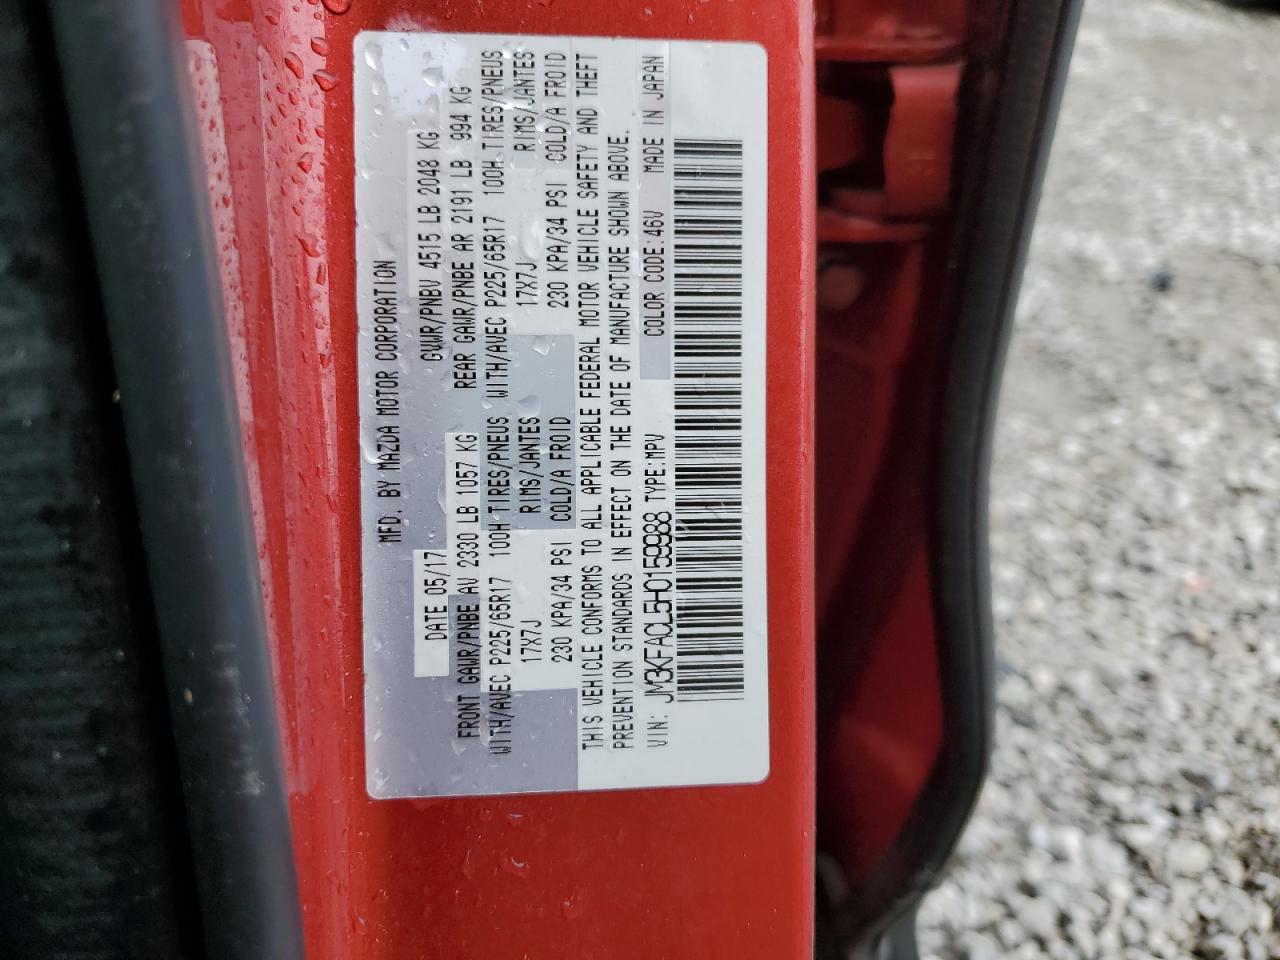 MFD. BY MAZDA MOTOR CORPORATION
DATE 05/17 GVWR/PNBV 4515 LB 2048 KG
FRONT GAWR/PNBE AV 2330 LB 1057 KG REAR GAWR/PNBE AR 2191 LB 994 KG
WITH/AVEC P225/65R17 100H TIRES/PNEUS WITH/AVEC P225/65R17 100H TIRES/PNEUS
17X7J RIMS/JANTES 17X7J RIMS/JANTES
230 KPA/34 PSI COLD/A FROID 230 KPA/34 PSI COLD/A FROID
THIS VEHICLE CONFORMS TO ALL APPLICABLE FEDERAL MOTOR VEHICLE SAFETY AND THEFT
PREVENTION STANDARDS IN EFFECT ON THE DATE OF MANUFACTURE SHOWN ABOVE.
VIN: JM3KFACL5H0159988 TYPE:MPV COLOR CODE:46V MADE IN JAPAN